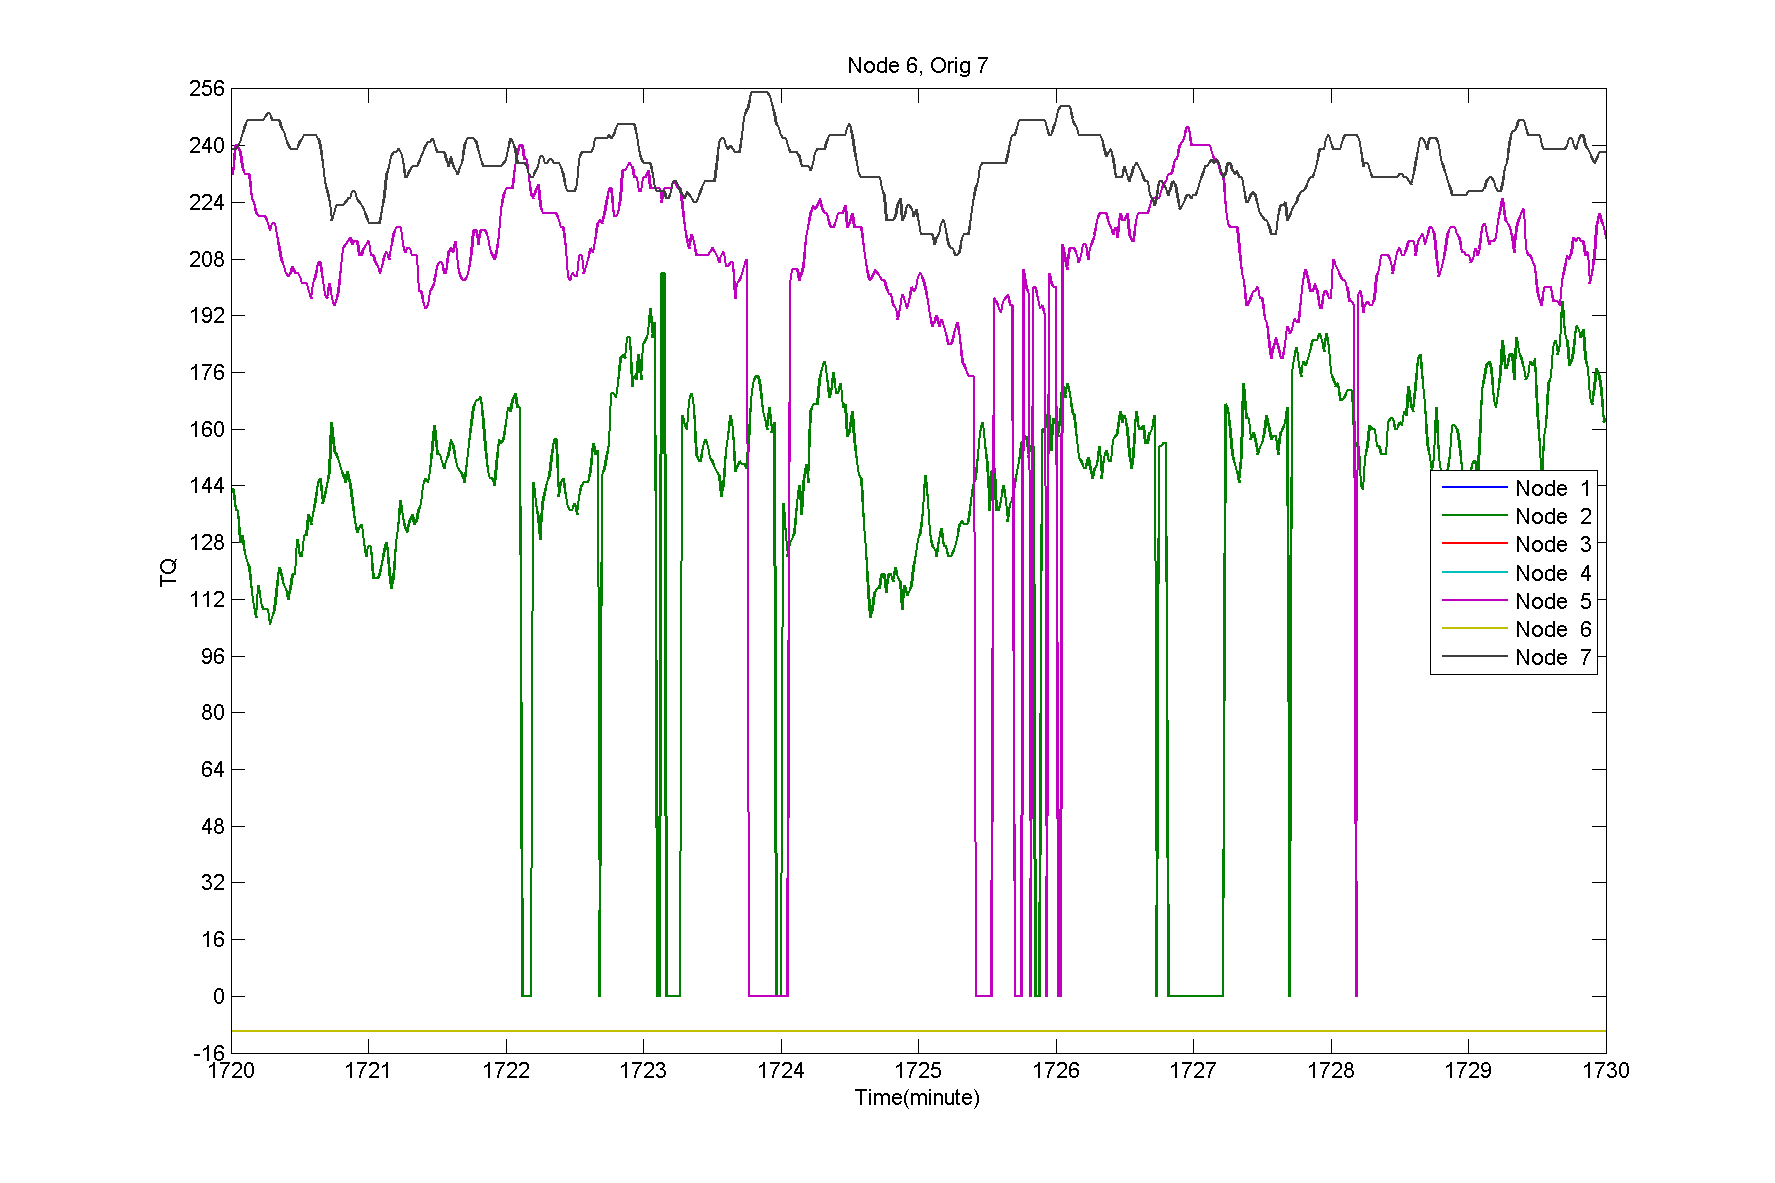 Node 6, Orig 7
256
240
224
208
192
176
160
144
128
112
96
80
64
48
32
16
0
-16
TQ
1720 1721 1722 1723 1724 1725 1726 1727 1728 1729 1730
Time(minute)
Node 1
Node 2
Node 3
Node 4
Node 5
Node 6
Node 7